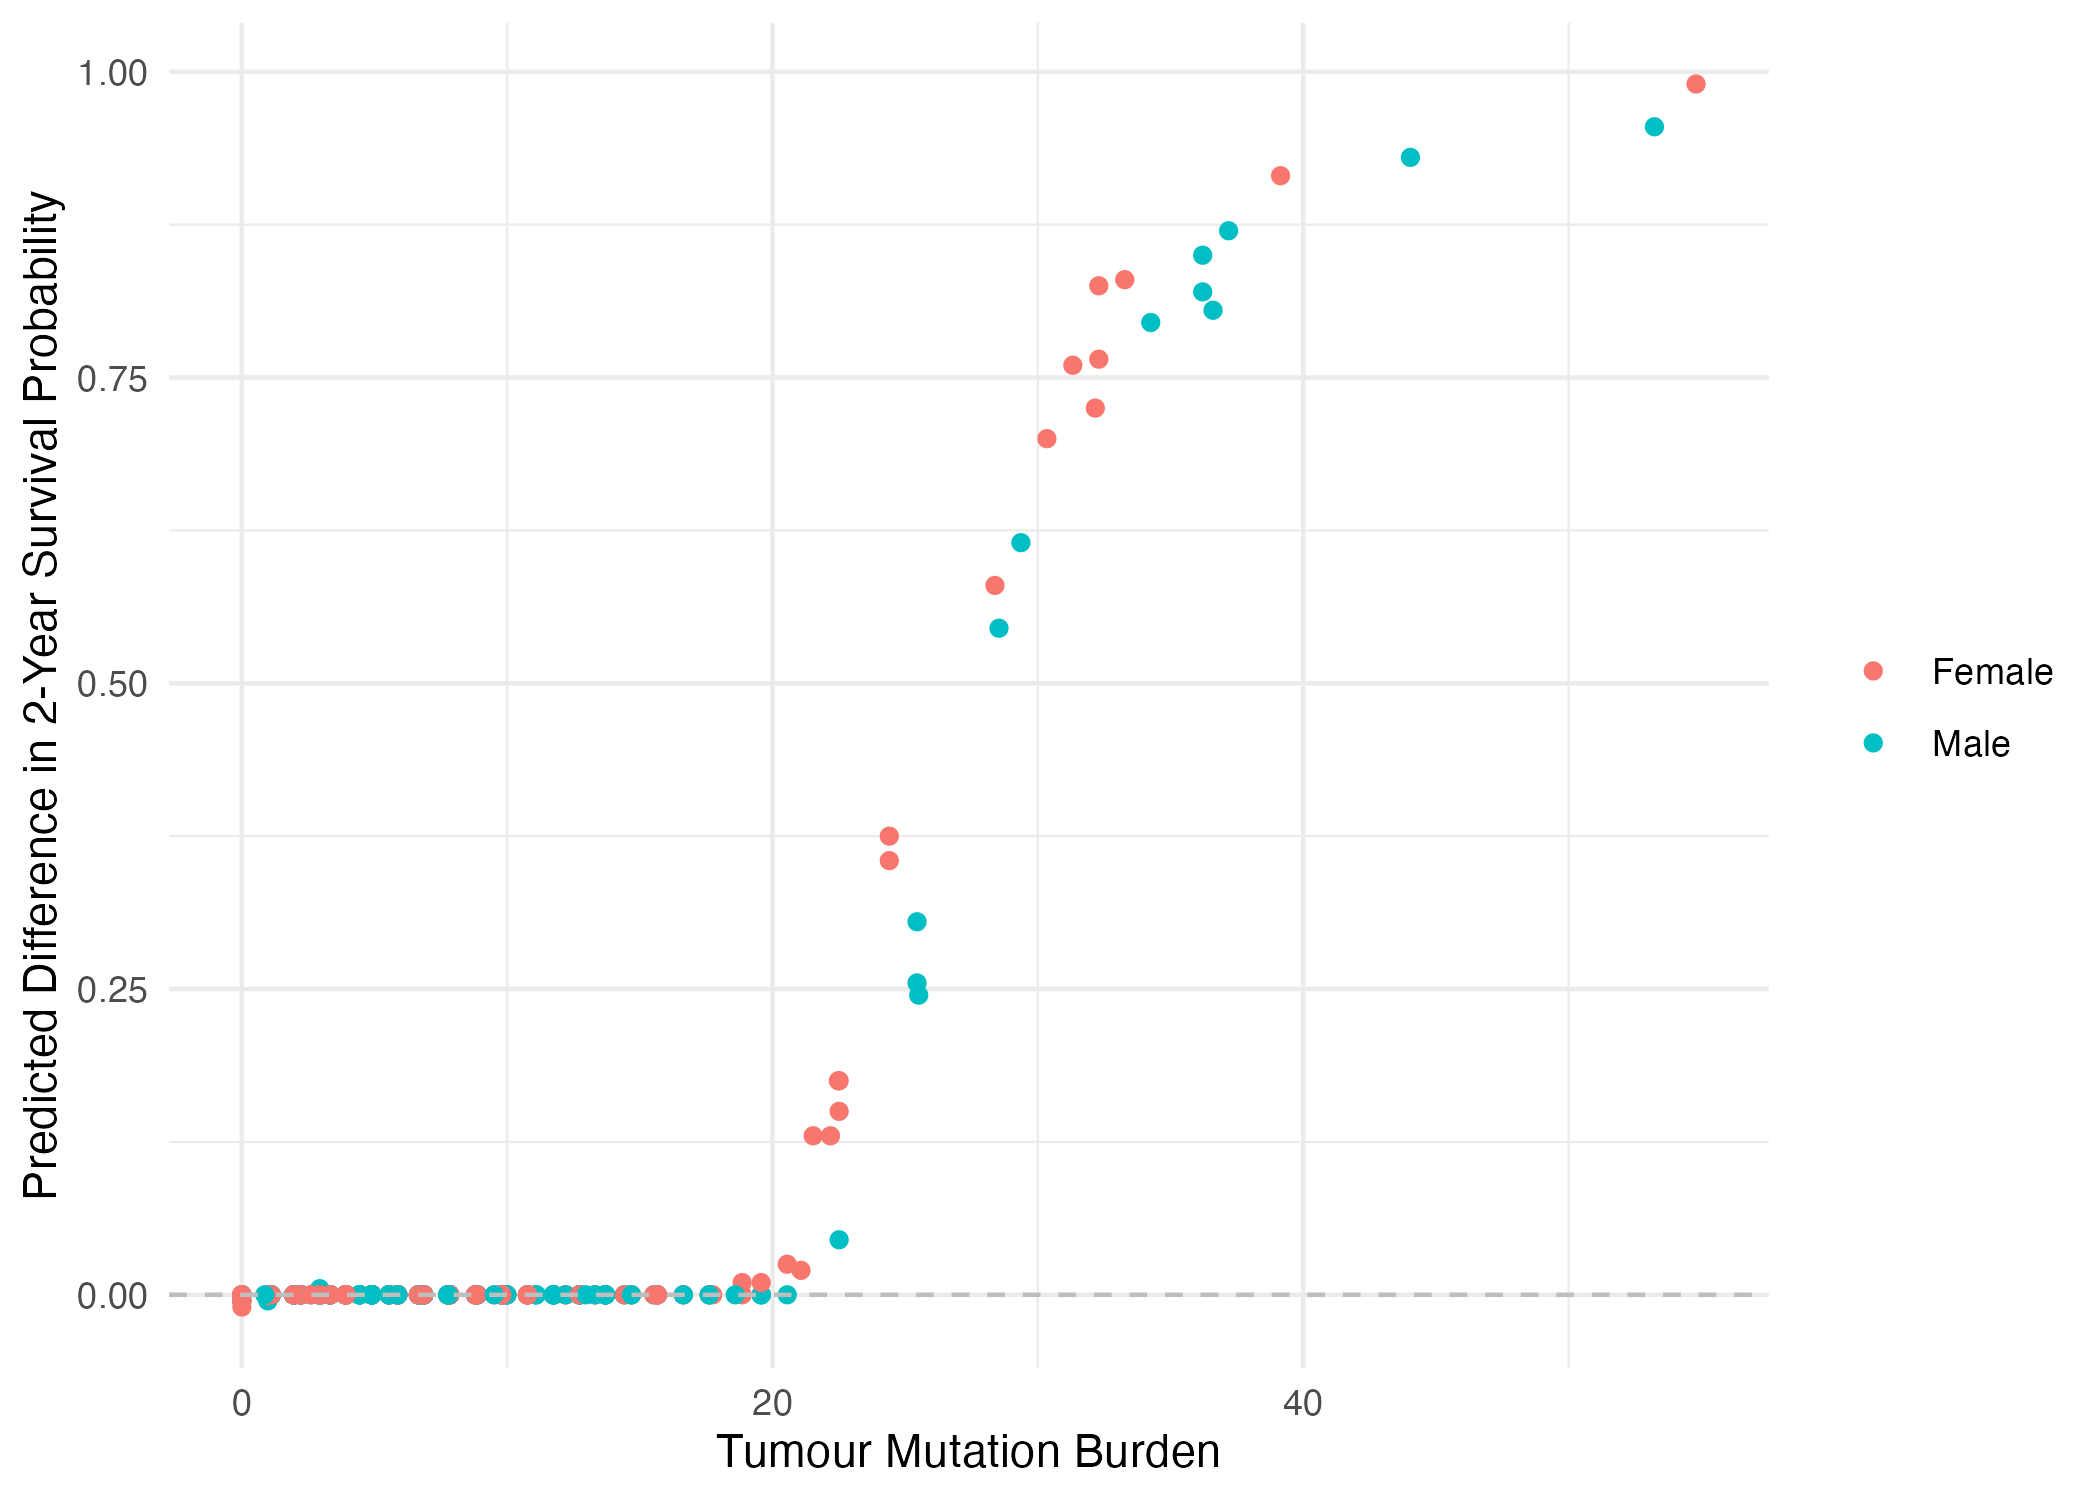 Predicted Difference in 2-Year Survival Probability
1.00
0.75
0.50
0.25
0.00
0
20
40
Tumour Mutation Burden
Female
Male